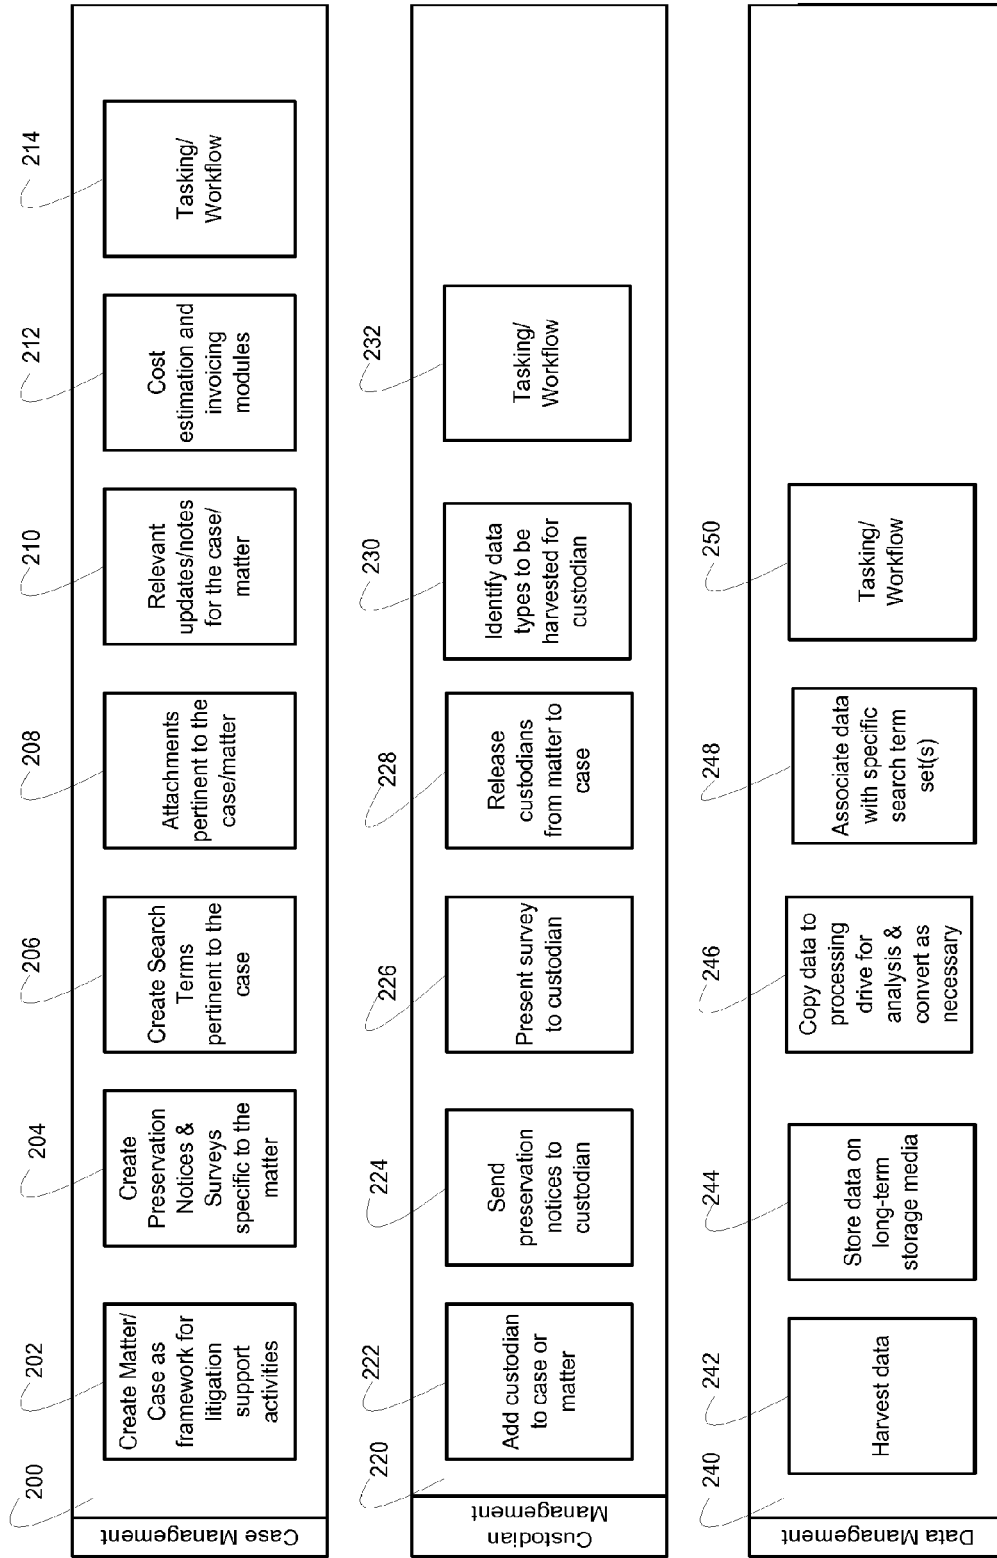 Case Management
200
202
Create Matter/
Case as
framework for
litigation
support
activities
204
Create
Preservation
Notices &
Surveys
specific to the
matter
206
Create Search
Terms
pertinent to the
case
208
Attachments
pertinent to the
case/matter
210
Relevant
updates/notes
for the case/
matter
212
Cost
estimation and
invoicing
modules
214
Tasking/
Workflow
Custodian
Management
220
222
Add custodian
to case or
matter
224
Send
preservation
notices to
custodian
226
Present survey
to custodian
228
Release
custodians
from matter to
case
230
Identify data
types to be
harvested for
custodian
232
Tasking/
Workflow
Data Management
240
242
Harvest data
244
Store data on
long-term
storage media
246
Copy data to
processing
drive for
analysis &
convert as
necessary
248
Associate data
with specific
search term
set(s)
250
Tasking/
Workflow